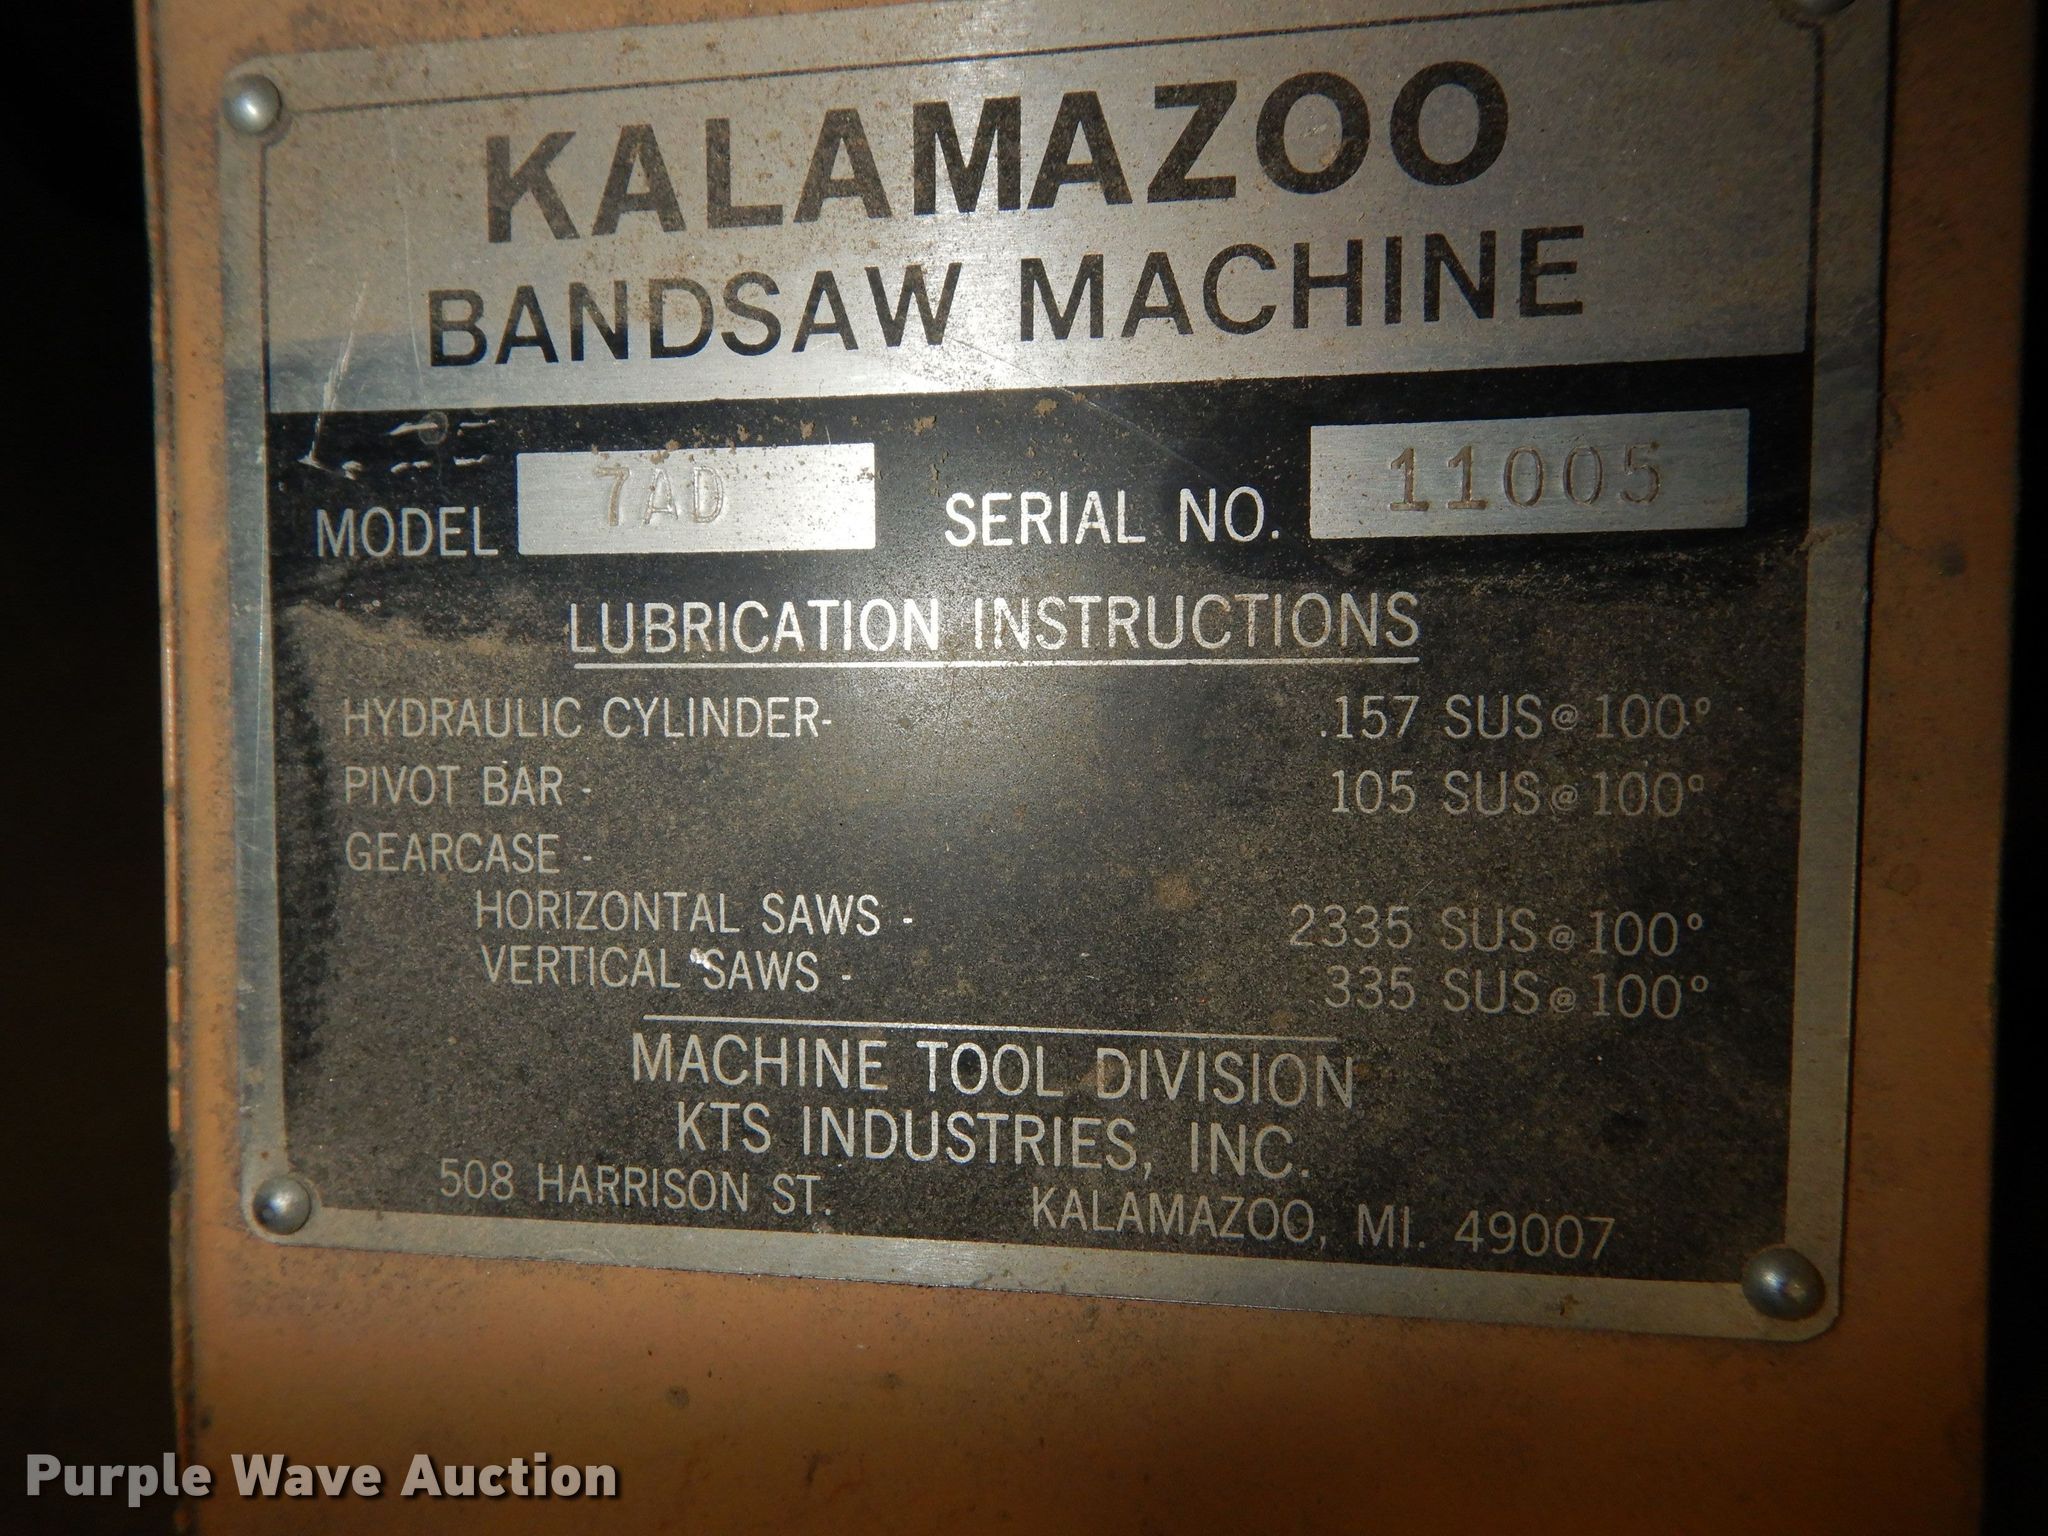 KALAMAZOO
BANDSAW MACHINE
MODEL 7AD SERIAL NO. 11005
LUBRICATION INSTRUCTIONS
HYDRAULIC CYLINDER- .157 SUS@100°
PIVOT BAR - 105 SUS@100°
GEARCASE -
HORIZONTAL SAWS - 2335 SUS@100°
VERTICAL SAWS - 335 SUS@100°
MACHINE TOOL DIVISION
KTS INDUSTRIES, INC.
508 HARRISON ST. KALAMAZOO, MI. 49007
Purple Wave Auction